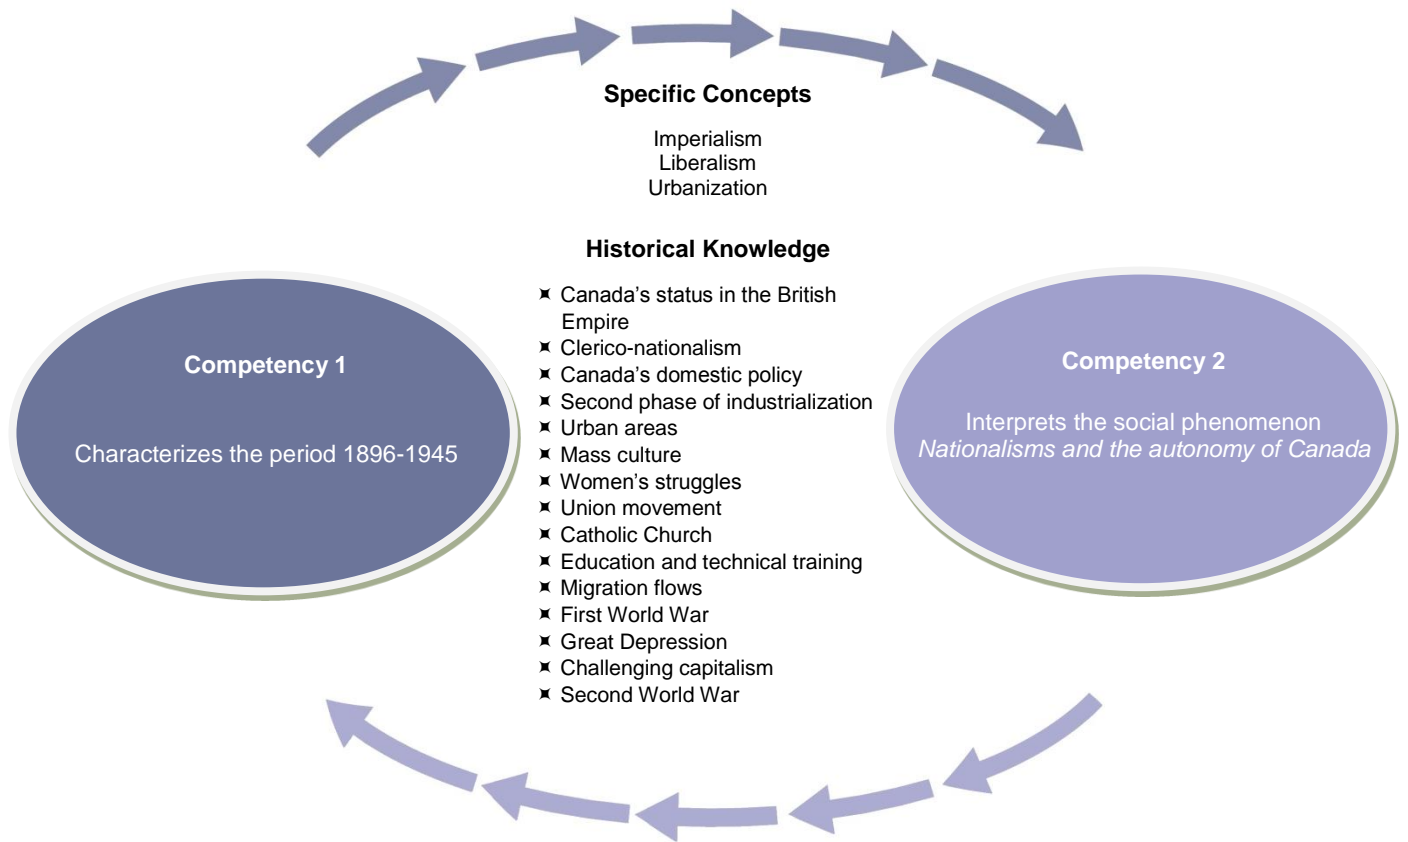 Specific Concepts
Imperialism
Liberalism
Urbanization
Historical Knowledge
Canada’s status in the British
Empire
Clerico-nationalism
Canada’s domestic policy
Second phase of industrialization
Urban areas
Mass culture
Women’s struggles
Union movement
Catholic Church
Education and technical training
Migration flows
First World War
Great Depression
Challenging capitalism
Second World War
Competency 1
Characterizes the period 1896-1945
Competency 2
Interprets the social phenomenon
Nationalisms and the autonomy of Canada